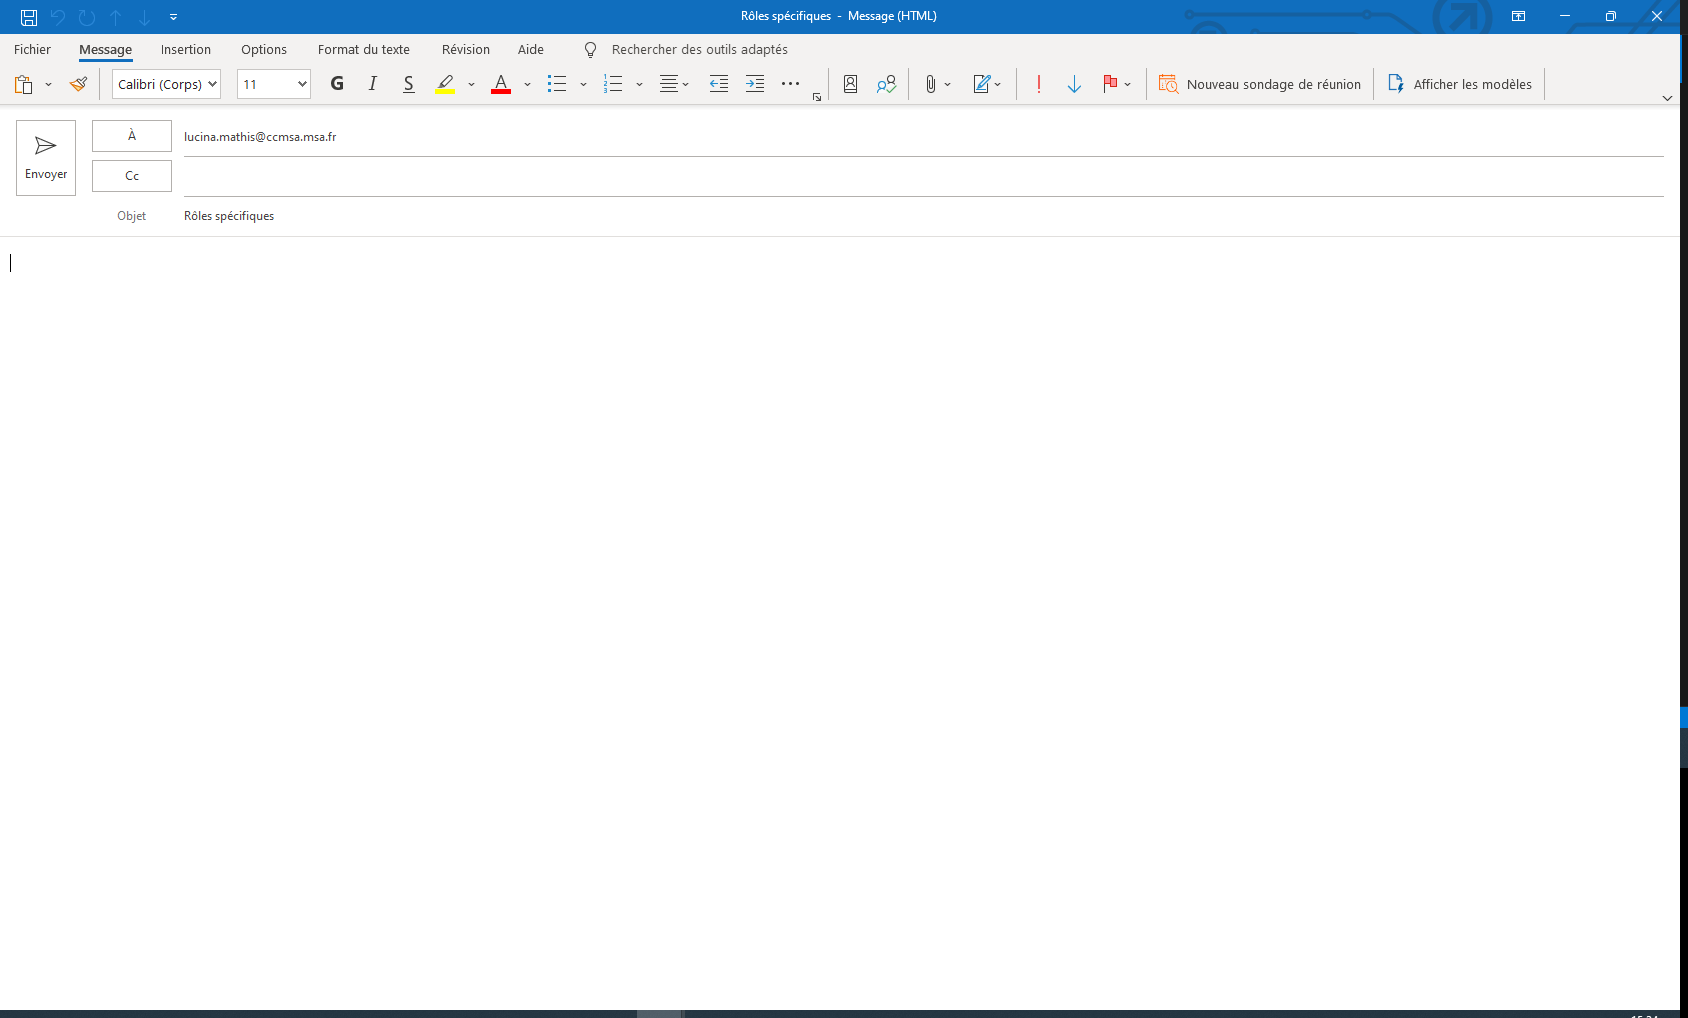 Rôles spécifiques - Message (HTML)
Fichier Message Insertion Options Format du texte Révision Aide Rechercher des outils adaptés
Calibri (Corps) 11 G I S A Nouveau sondage de réunion Afficher les modèles
Envoyer
À lucina.mathis@ccmsa.msa.fr
Cc
Objet Rôles spécifiques